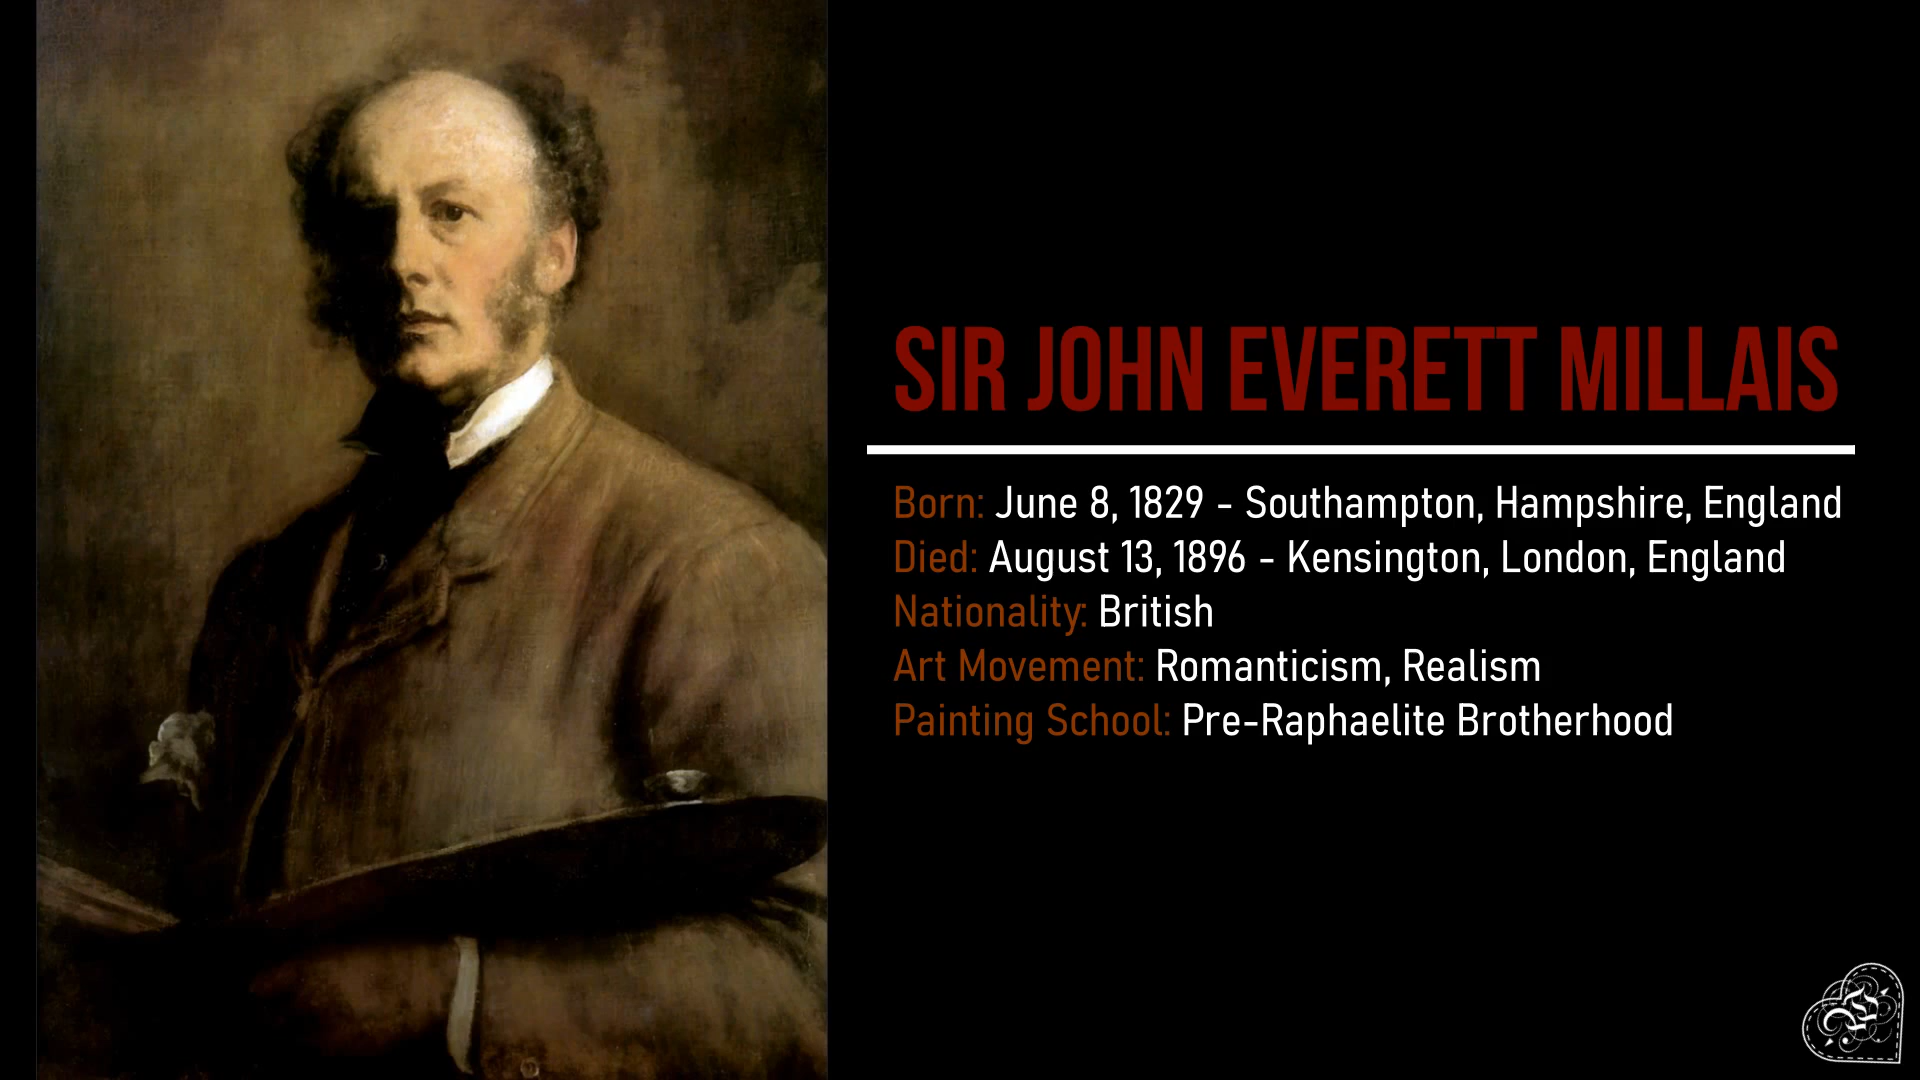 SIR JOHN EVERETT MILLAIS
Born: June 8, 1829 - Southampton, Hampshire, England
Died: August 13, 1896 - Kensington, London, England
Nationality: British
Art Movement: Romanticism, Realism
Painting School: Pre-Raphaelite Brotherhood